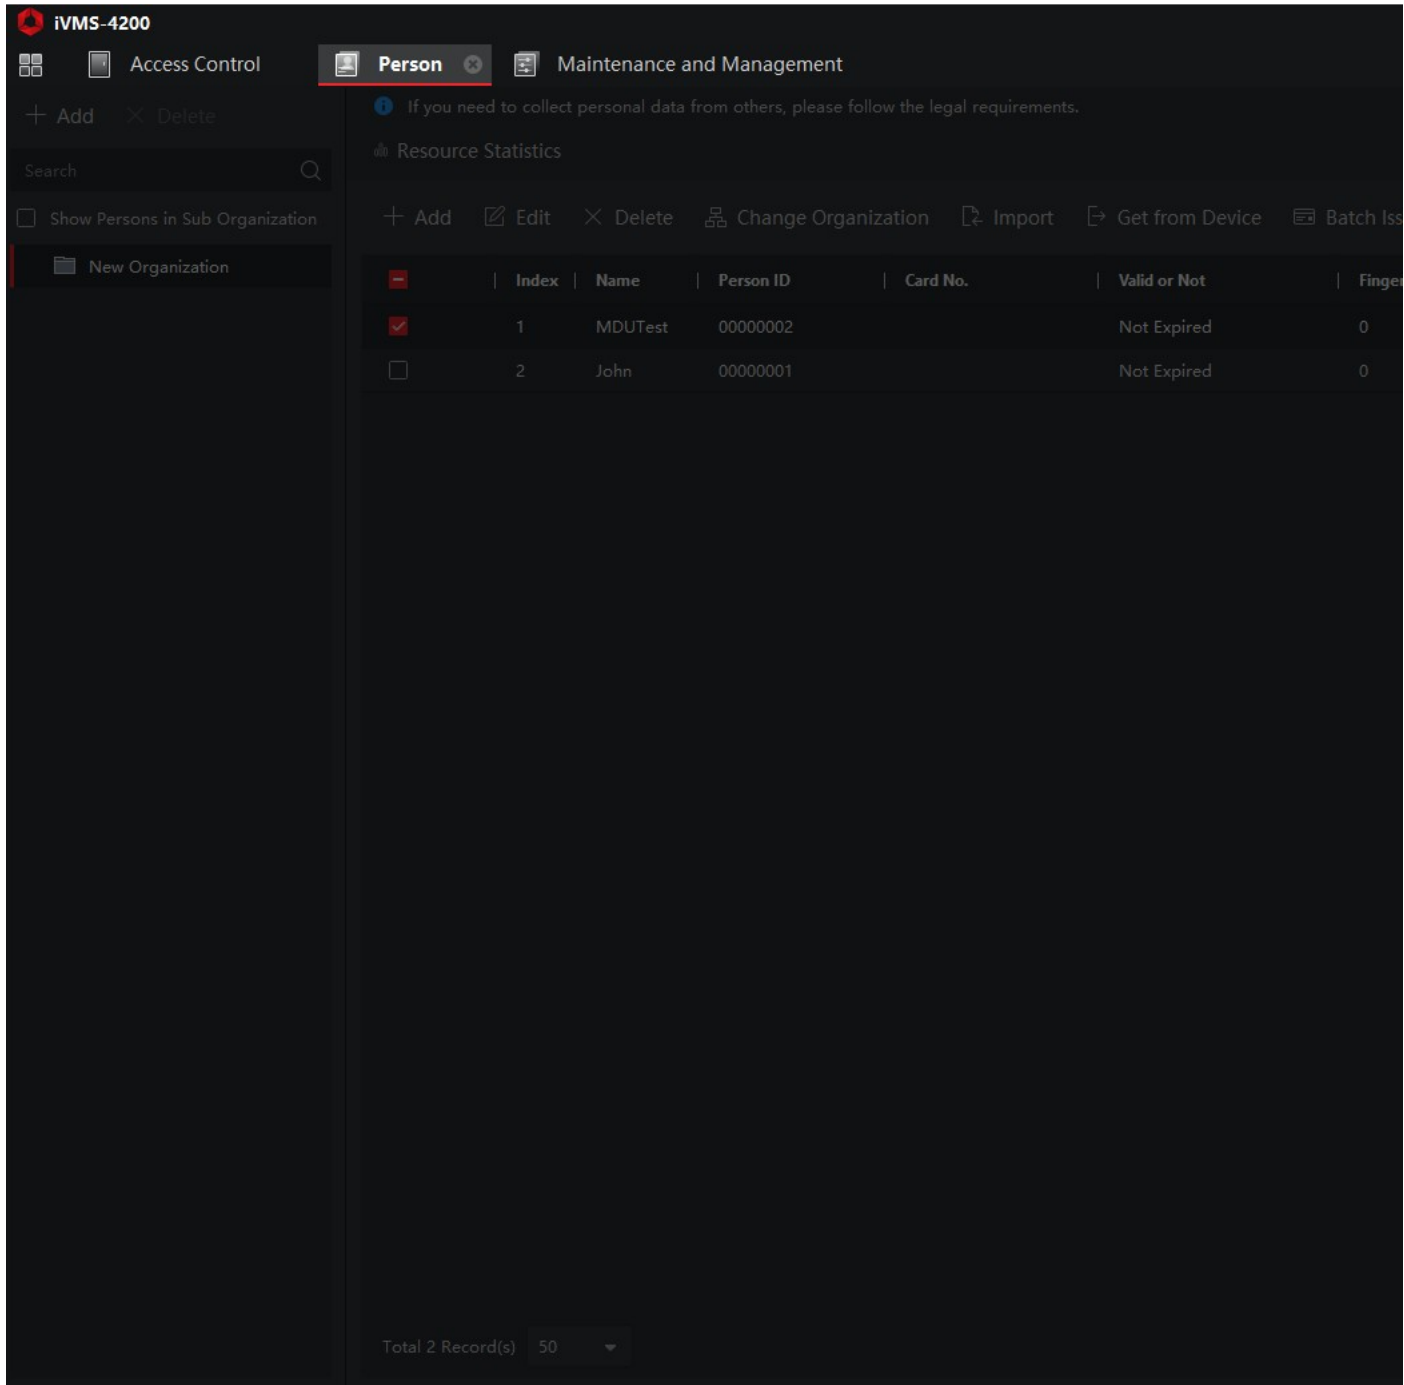 iVMS-4200
Access Control Person Maintenance and Management
Add Delete
If you need to collect personal data from others, please follow the legal requirements.
Resource Statistics
Search
Show Persons in Sub Organization
Add Edit Delete Change Organization Import Get from Device Batch Iss
New Organization
Index Name Person ID Card No. Valid or Not Finger
1 MDUTest 00000002 Not Expired 0
2 John 00000001 Not Expired 0
Total 2 Record(s) 50